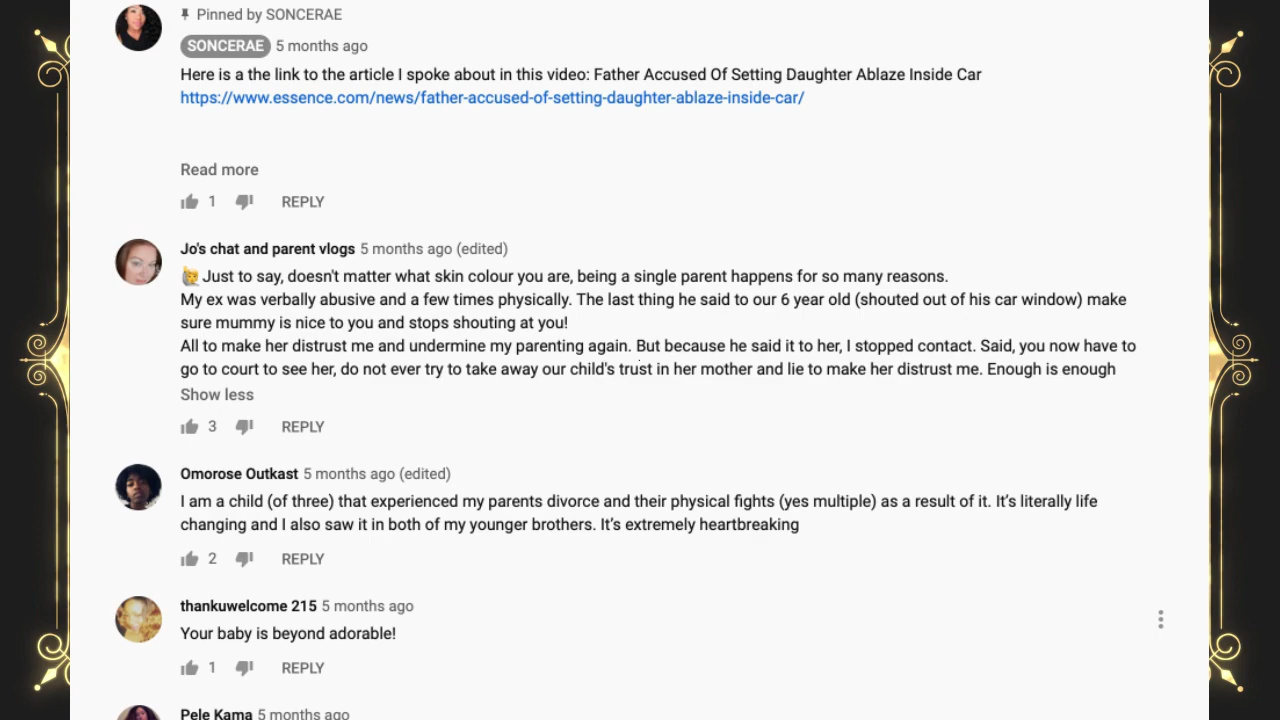 Pinned by SONCERAE
SONCERAE 5 months ago
Here is a the link to the article I spoke about in this video: Father Accused Of Setting Daughter Ablaze Inside Car
https://www.essence.com/news/father-accused-of-setting-daughter-ablaze-inside-car/
Read more
1 REPLY
Jo's chat and parent vlogs 5 months ago (edited)
🙋Just to say, doesn't matter what skin colour you are, being a single parent happens for so many reasons.
My ex was verbally abusive and a few times physically. The last thing he said to our 6 year old (shouted out of his car window) make
sure mummy is nice to you and stops shouting at you!
All to make her distrust me and undermine my parenting again. But because he said it to her, I stopped contact. Said, you now have to
go to court to see her, do not ever try to take away our child's trust in her mother and lie to make her distrust me. Enough is enough
Show less
3 REPLY
Omorose Outkast 5 months ago (edited)
I am a child (of three) that experienced my parents divorce and their physical fights (yes multiple) as a result of it. It’s literally life
changing and I also saw it in both of my younger brothers. It’s extremely heartbreaking
2 REPLY
thankuwelcome 215 5 months ago
Your baby is beyond adorable!
1 REPLY
Pele Kama 5 months ago